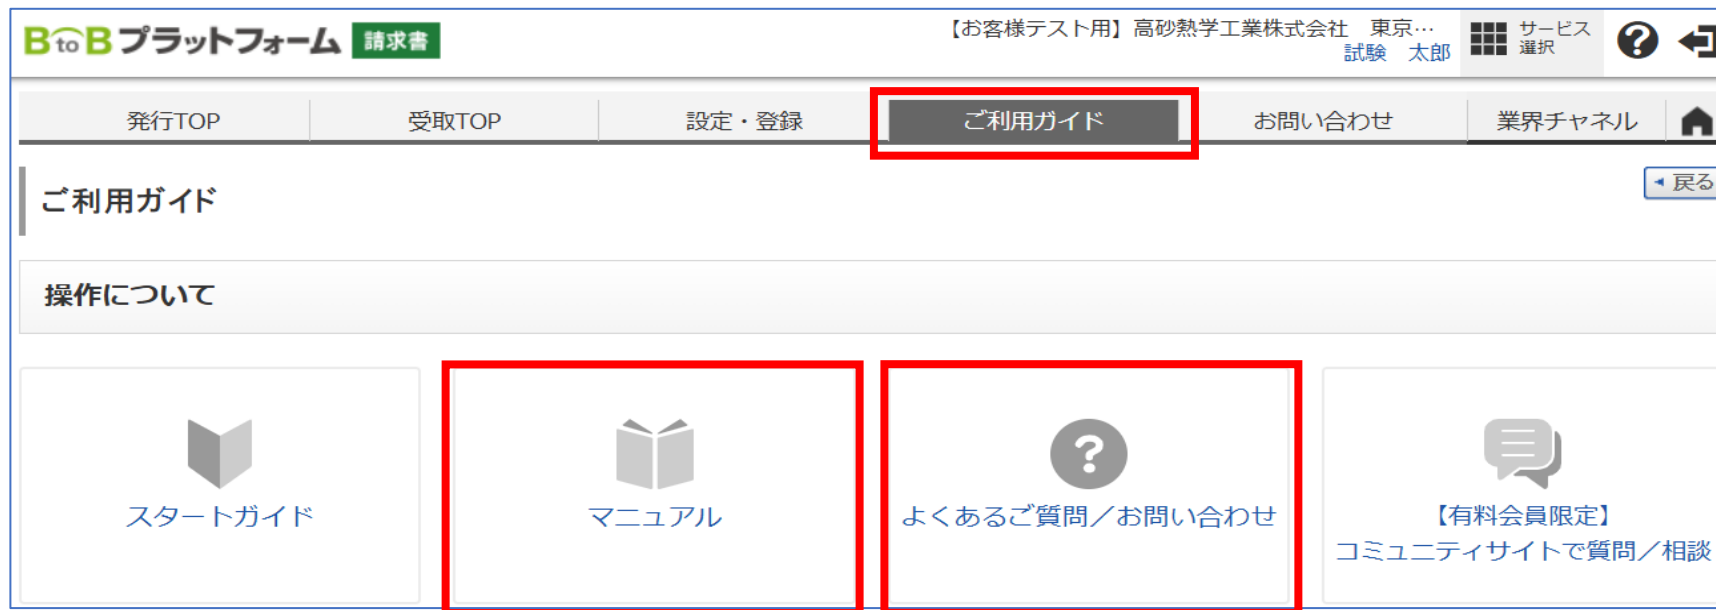 BtoBプラットフォーム 請求書
【お客様テスト用】高砂熱学工業株式会社　東京…
試験　太郎
サービス
選択
?
発行TOP
受取TOP
設定・登録
ご利用ガイド
お問い合わせ
業界チャネル
ご利用ガイド
戻る
操作について
スタートガイド
マニュアル
?
よくあるご質問／お問い合わせ
【有料会員限定】
コミュニティサイトで質問／相談